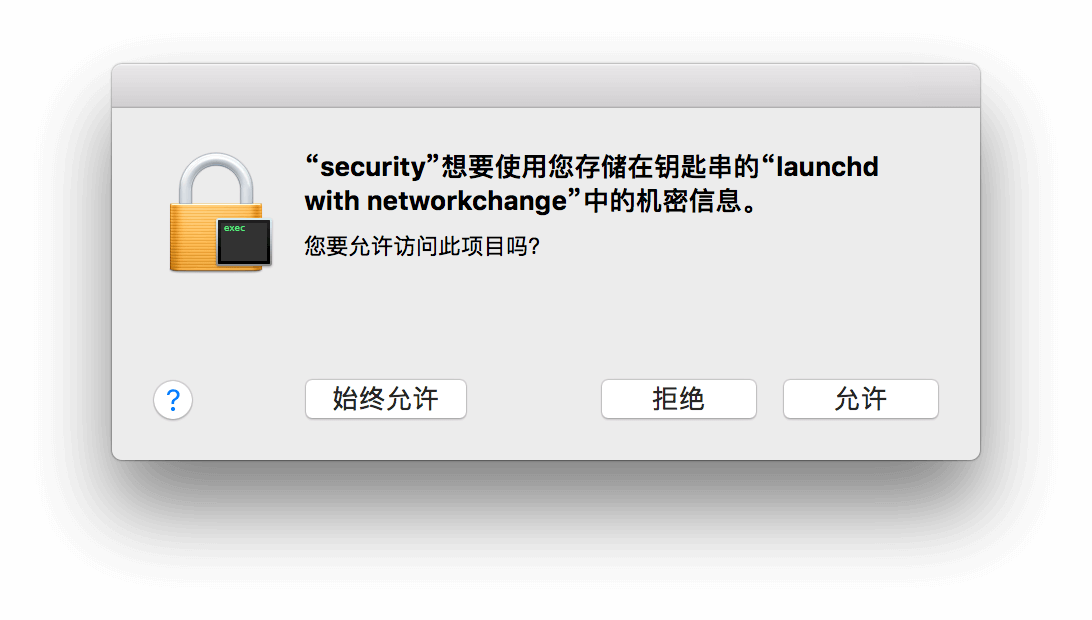 exec
“security”想要使用您存储在钥匙串的“launchd
with networkchange”中的机密信息。
您要允许访问此项目吗？
?
始终允许
拒绝
允许